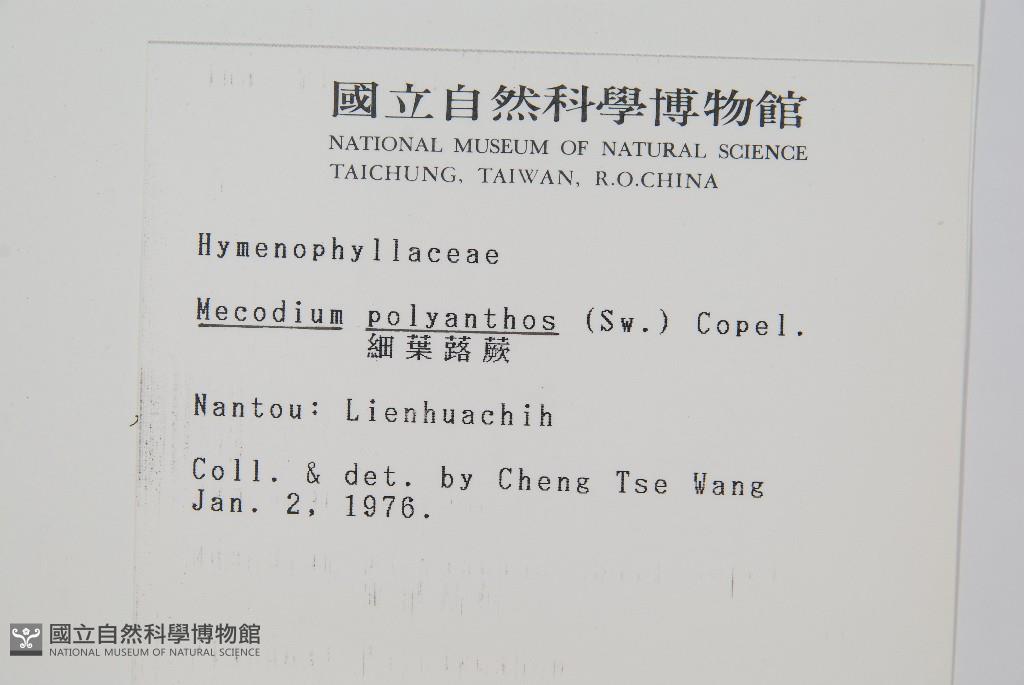 國立自然科學博物館
NATIONAL MUSEUM OF NATURAL SCIENCE
TAICHUNG, TAIWAN, R.O.CHINA
Hymenophyllaceae
Mecodium polyanthos (Sw.) Copel.
細葉蕗蕨
Nantou: Lienhuachih
Coll. & det. by Cheng Tse Wang
Jan. 2, 1976.
國立自然科學博物館
NATIONAL MUSEUM OF NATURAL SCIENCE